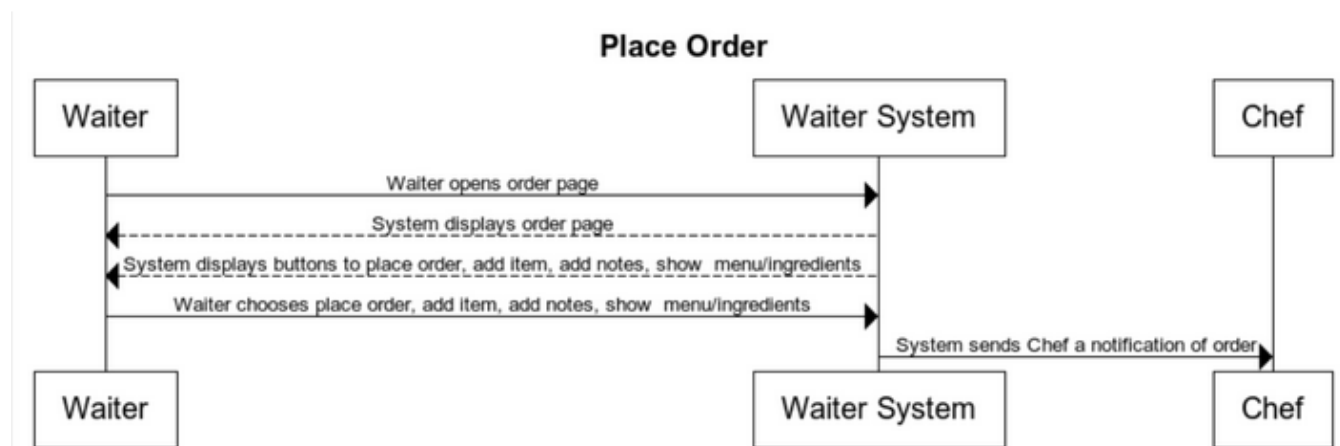 Place Order
Waiter
Waiter System
Chef
Waiter opens order page
System displays order page
System displays buttons to place order, add item, add notes, show menu/ingredients
Waiter chooses place order, add item, add notes, show menu/ingredients
System sends Chef a notification of order
Waiter
Waiter System
Chef